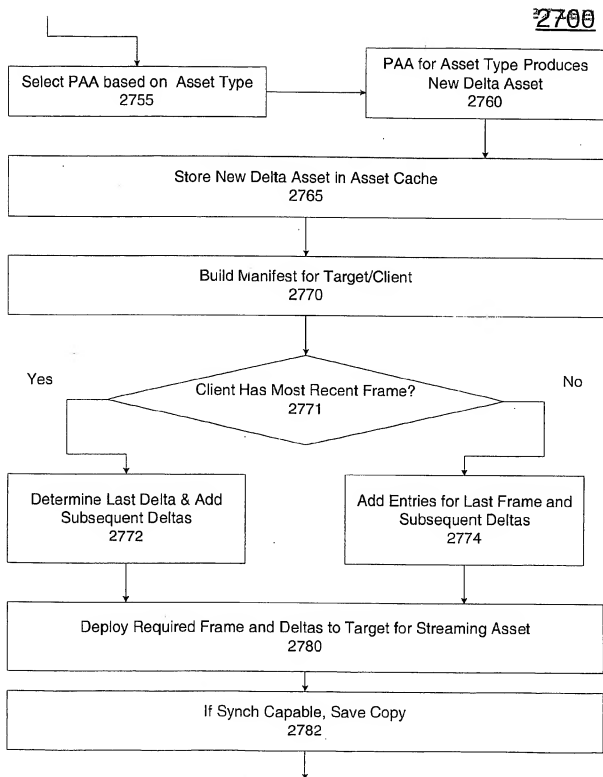 2700
Select PAA based on Asset Type
2755
PAA for Asset Type Produces
New Delta Asset
2760
Store New Delta Asset in Asset Cache
2765
Build Manifest for Target/Client
2770
Yes
Client Has Most Recent Frame?
2771
No
Determine Last Delta & Add
Subsequent Deltas
2772
Add Entries for Last Frame and
Subsequent Deltas
2774
Deploy Required Frame and Deltas to Target for Streaming Asset
2780
If Synch Capable, Save Copy
2782